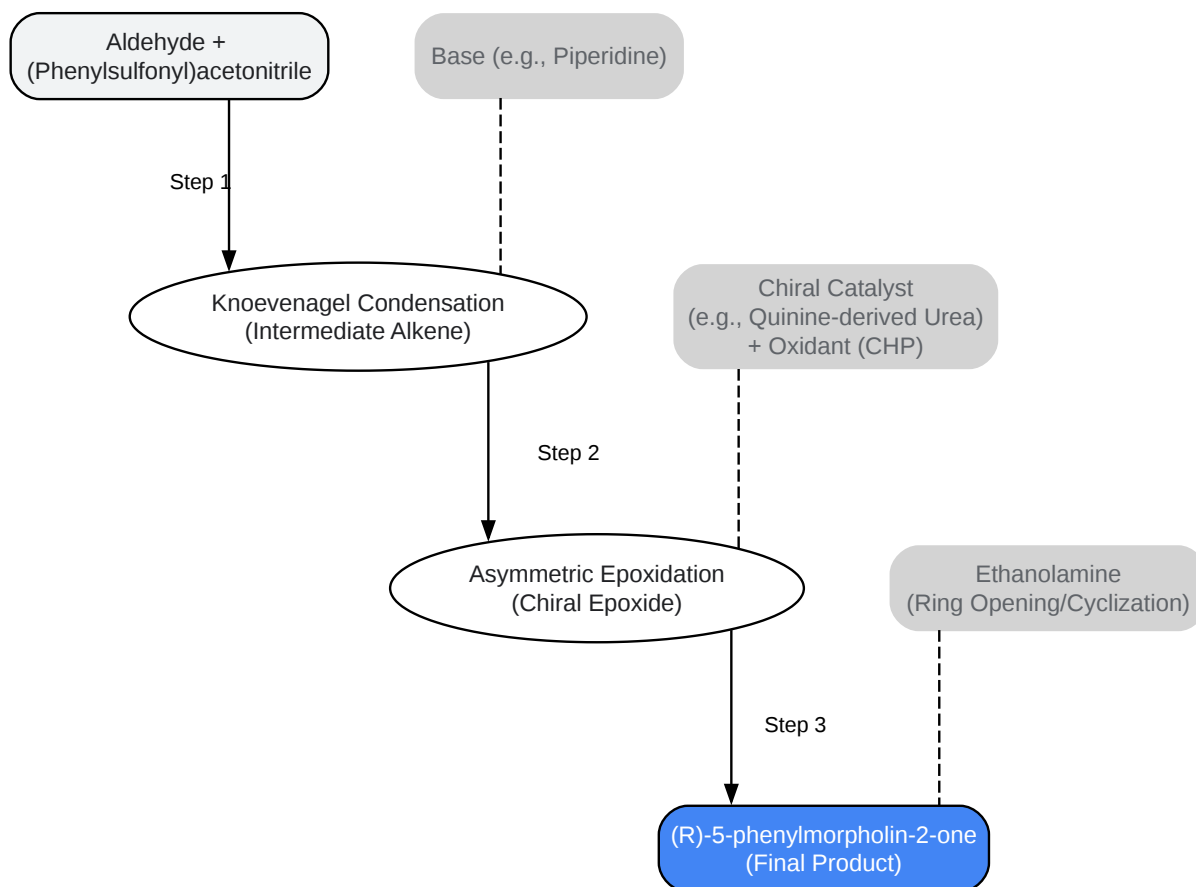 Aldehyde +
(Phenylsulfonyl)acetonitrile
Base (e.g., Piperidine)
Step 1
Knoevenagel Condensation
(Intermediate Alkene)
Chiral Catalyst
(e.g., Quinine-derived Urea)
+ Oxidant (CHP)
Step 2
Asymmetric Epoxidation
(Chiral Epoxide)
Ethanolamine
(Ring Opening/Cyclization)
Step 3
(R)-5-phenylmorpholin-2-one
(Final Product)